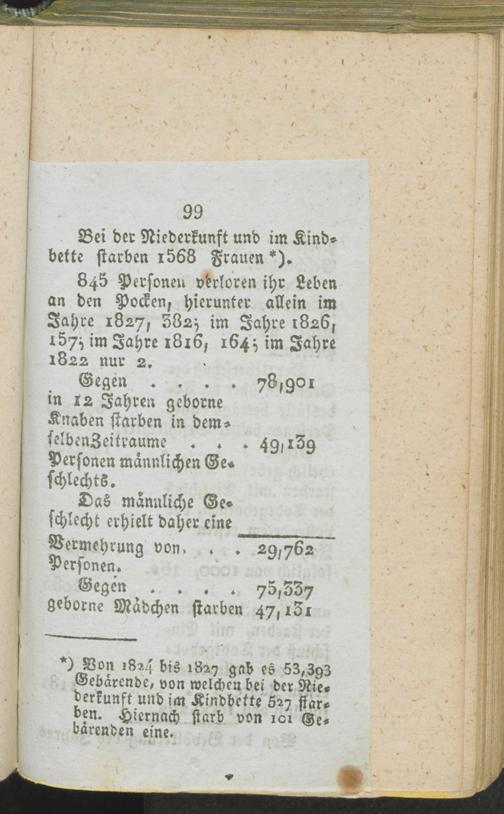 99
Bei der Niederkunft und im Kind-
bette starben 1568 Frauen *).
845 Personen verloren ihr Leben
an den Pocken, hierunter allein im
Jahre 1827, 382; im Jahre 1826,
157; im Jahre 1816, 164; im Jahre
1822 nur 2.
Gegen . . . . 78,901
in 12 Jahren geborne
Knaben starben in dem-
selben Zeitraume . . . 49,139
Personen männlichen Ge-
schlechts.
Das männliche Ge-
schlecht erhielt daher eine
Vermehrung von. . . . 29,762
Personen.
Gegen . . . . 75,337
geborne Mädchen starben 47,131
*) Von 1824 bis 1827 gab es 53,393
Gebärende, von welchen bei der Nie-
derkunft und im Kindbette 527 star-
ben. Hiernach starb von 101 Ge-
bärenden eine.